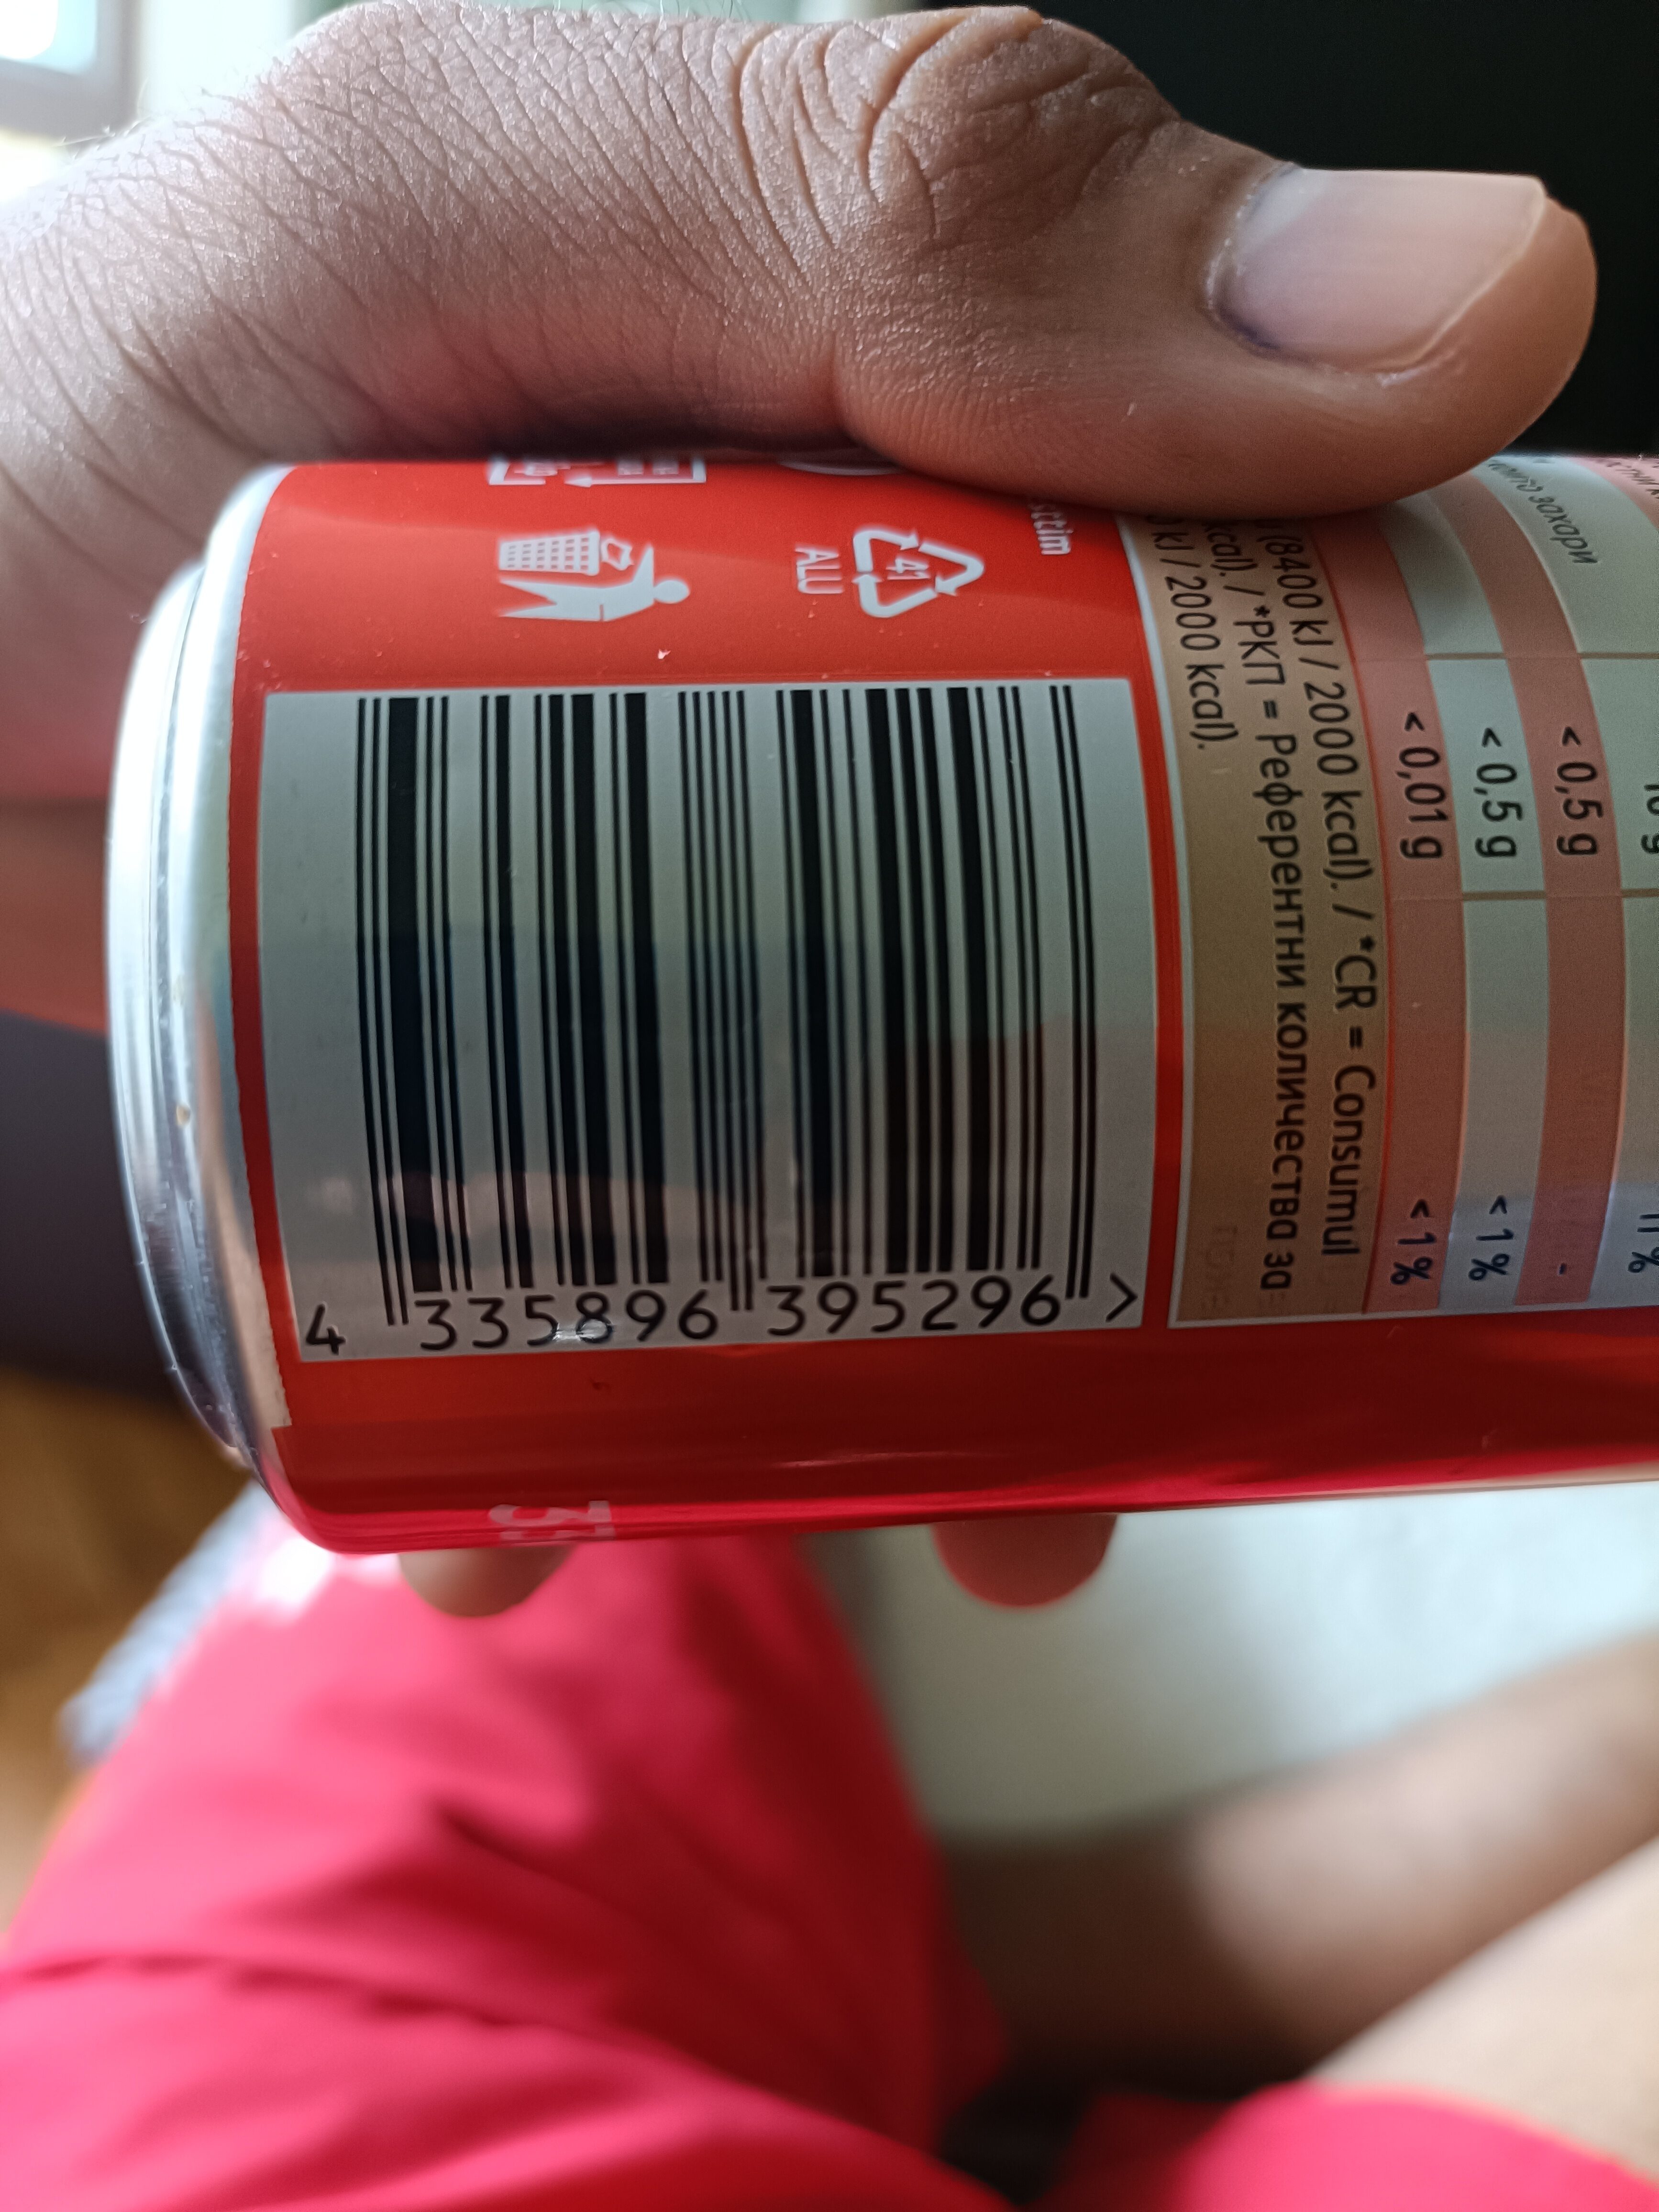 ctim
41
ALU
4 335896 395296 >
(8400 kJ / 2000 kcal). / *CR = Consumul
kcal). / *РКП = Референтни количества за
kJ / 2000 kcal).
< 0,01 g < 1%
< 0,5 g < 1%
< 0,5 g -
захари